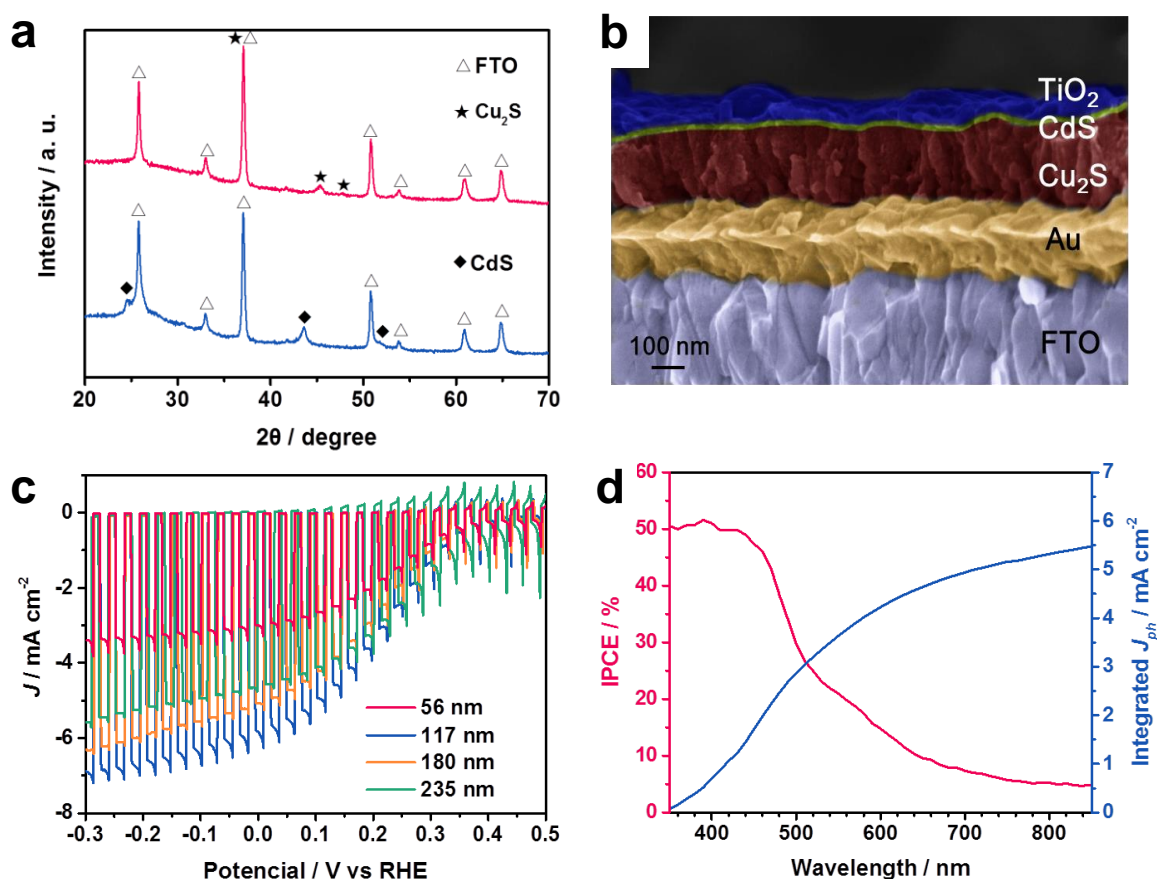 a
Intensity / a. u.
△ FTO
★ Cu₂S
◆ CdS
20 30 40 50 60 70
2θ / degree
b
TiO₂
CdS
Cu₂S
Au
FTO
100 nm
c
J / mA cm⁻²
0
-2
-4
-6
-8
56 nm
117 nm
180 nm
235 nm
-0.3 -0.2 -0.1 0.0 0.1 0.2 0.3 0.4 0.5
Potencial / V vs RHE
d
IPCE / %
60
50
40
30
20
10
0
Integrated Jph / mA cm⁻²
7
6
5
4
3
2
1
0
400 500 600 700 800
Wavelength / nm